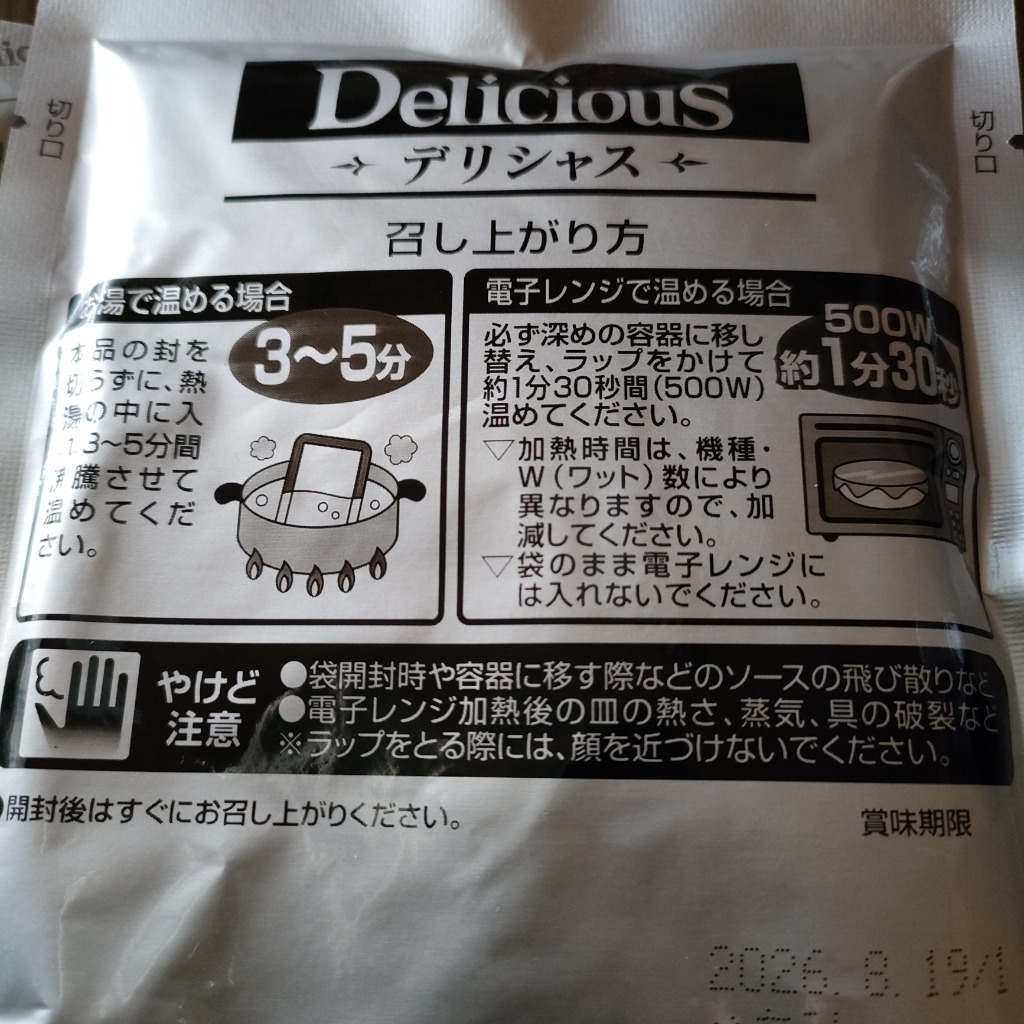 切り口
切り口
Delicious
デリシャス
召し上がり方
お湯で温める場合
3〜5分
本品の封を
切らずに、熱
湯の中に入
れ3〜5分間
沸騰させて
温めてくだ
さい。
電子レンジで温める場合
500W
約1分30秒
必ず深めの容器に移し
替え、ラップをかけて
約1分30秒間(500W)
温めてください。
▽加熱時間は、機種・
W(ワット)数により
異なりますので、加
減してください。
▽袋のまま電子レンジに
は入れないでください。
やけど
注意
●袋開封時や容器に移す際などのソースの飛び散りなど
●電子レンジ加熱後の皿の熱さ、蒸気、具の破裂など
※ラップをとる際には、顔を近づけないでください。
●開封後はすぐにお召し上がりください。
賞味期限
2026. 8. 19/1